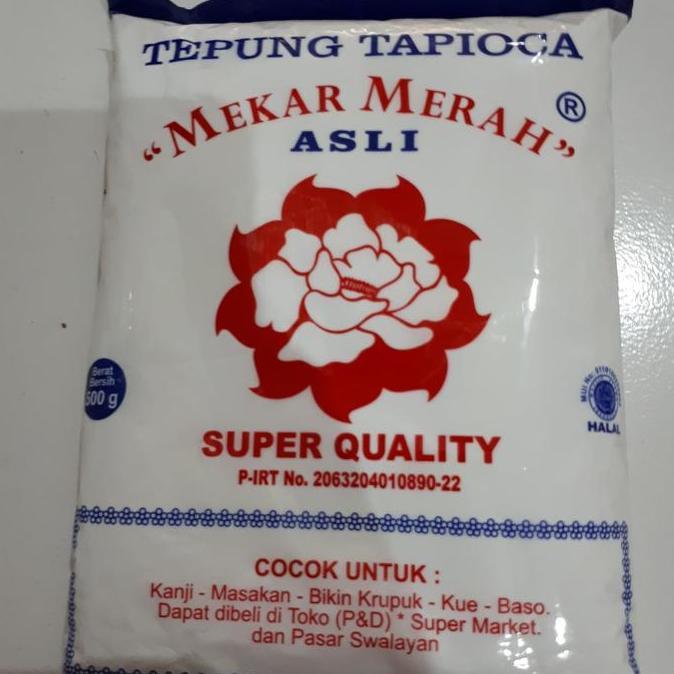 TEPUNG TAPIOCA
"MEKAR MERAH" ®
ASLI
Berat
Bersih
500 g
HALAL
SUPER QUALITY
P-IRT No. 2063204010890-22
COCOK UNTUK :
Kanji - Masakan - Bikin Krupuk - Kue - Baso.
Dapat dibeli di Toko (P&D) * Super Market.
dan Pasar Swalayan